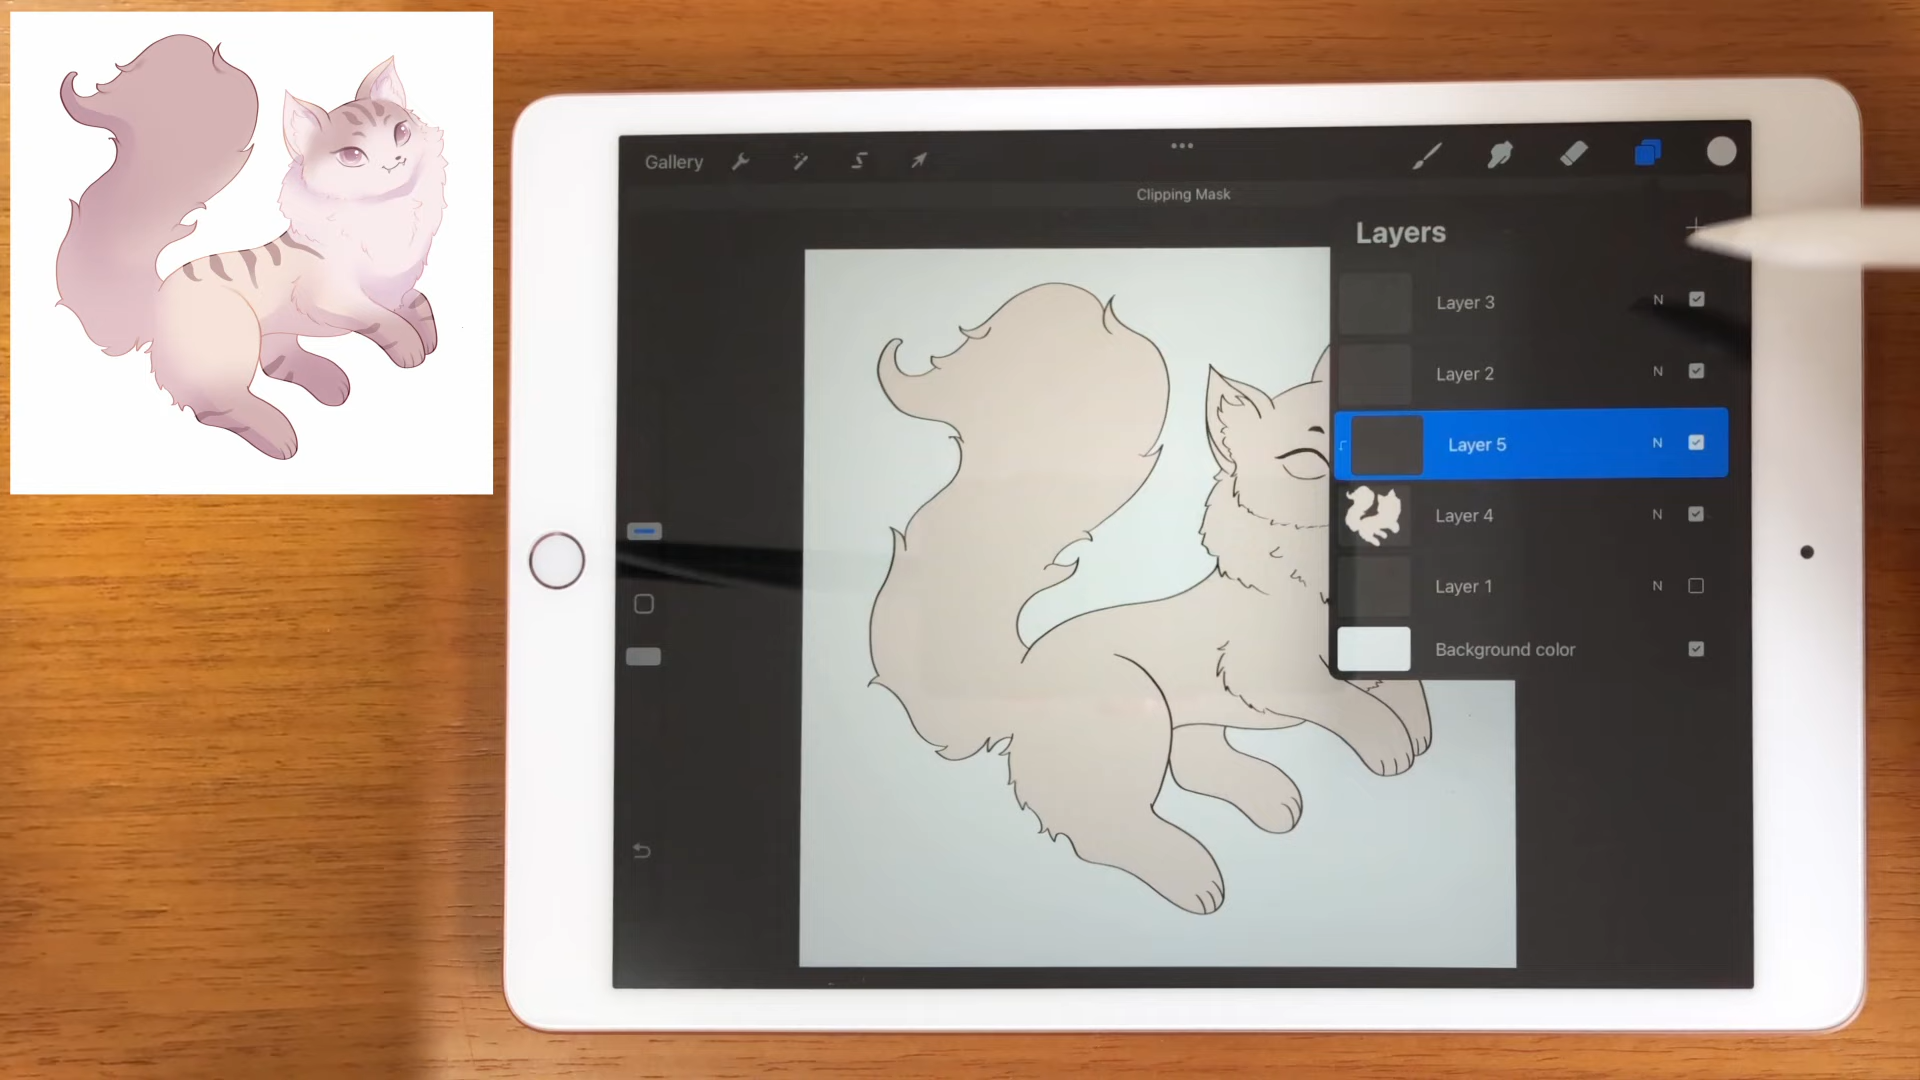 Gallery
Clipping Mask
Layers
Layer 3 N
Layer 2 N
Layer 5 N
Layer 4 N
Layer 1 N
Background color